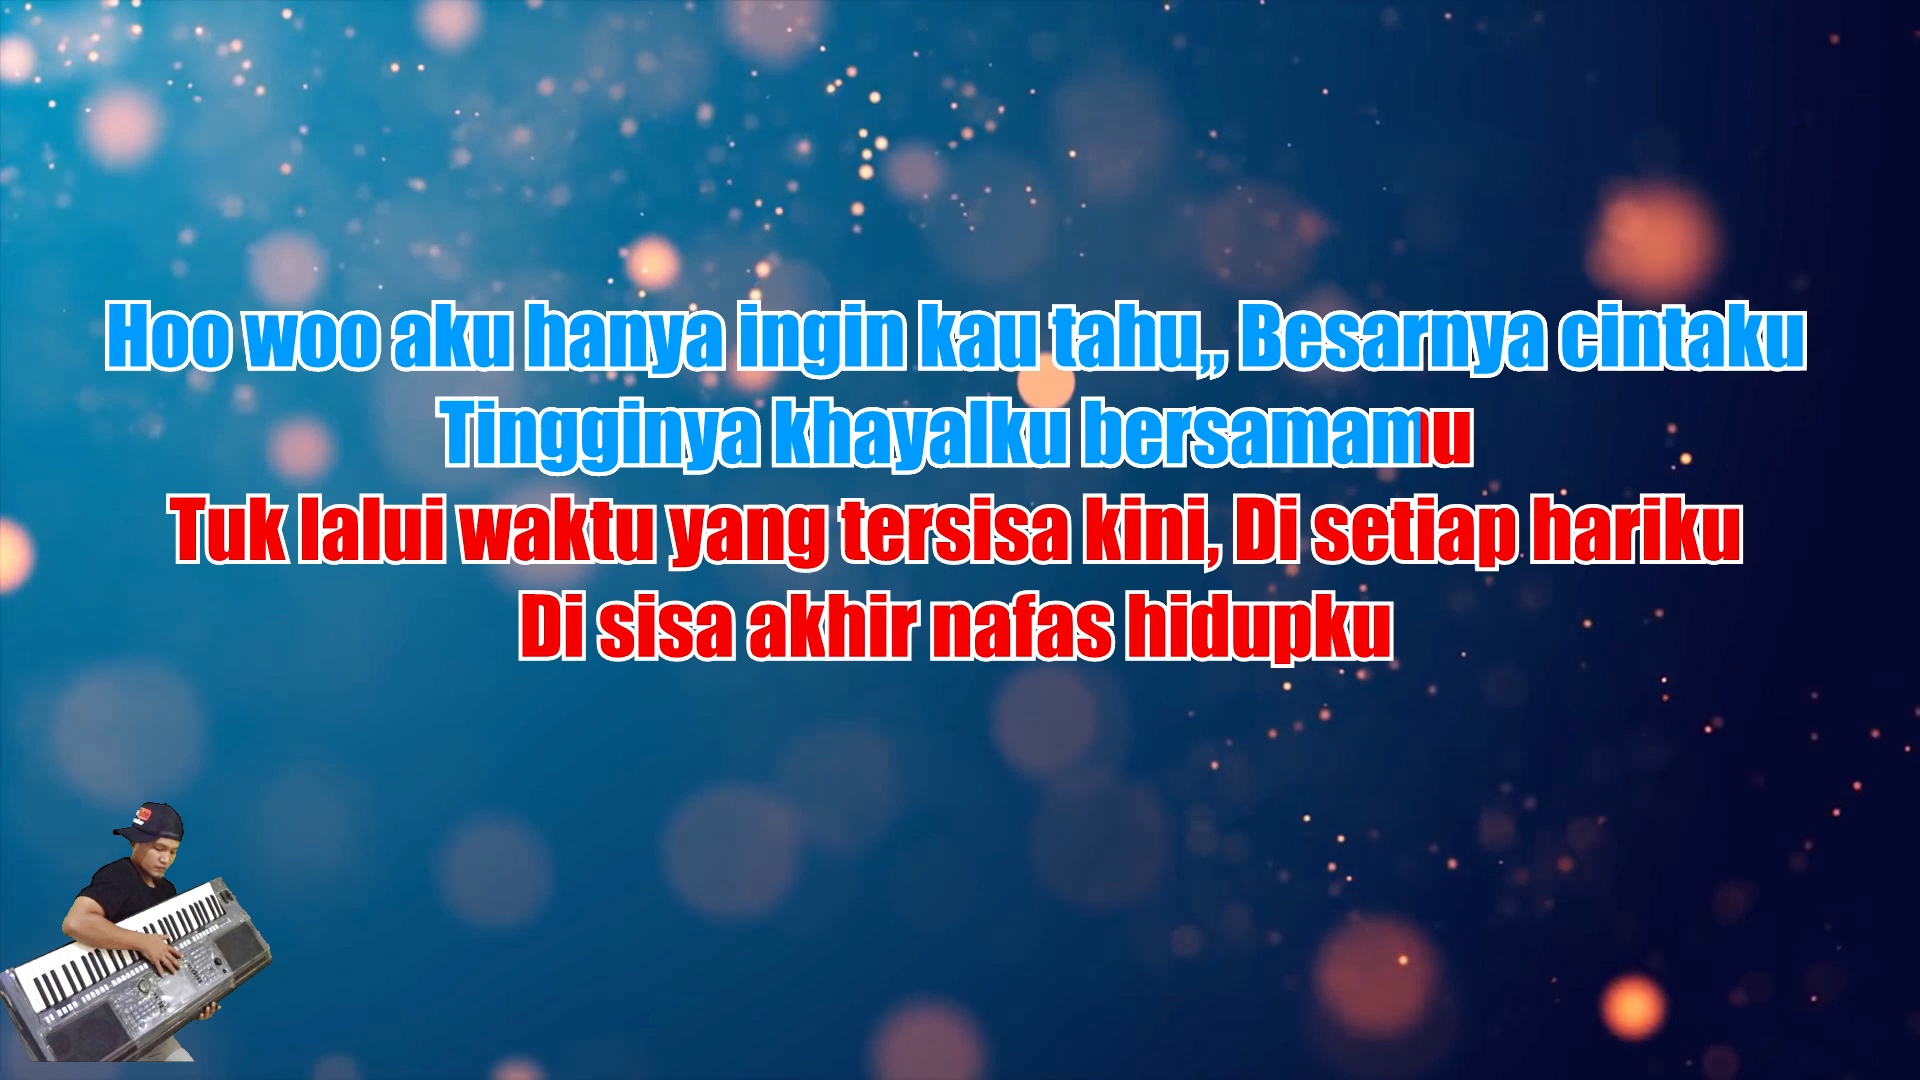 Hoo woo aku hanya ingin kau tahu,, Besarnya cintaku
Tingginya khayalku bersamamu
Tuk lalui waktu yang tersisa kini, Di setiap hariku
Di sisa akhir nafas hidupku